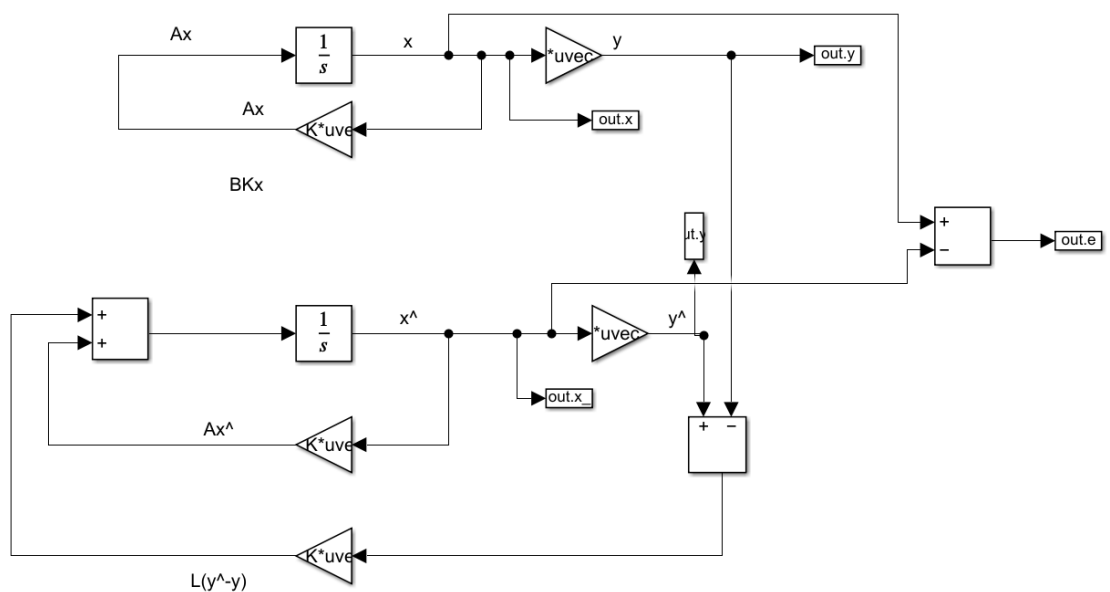 Ax
1
s
x
*uvec
y
out.y
Ax
K*uve
out.x
BKx
+
−
out.e
ut.y
+
+
1
s
x^
*uvec
y^
out.x_
+ −
Ax^
K*uve
K*uve
L(y^-y)